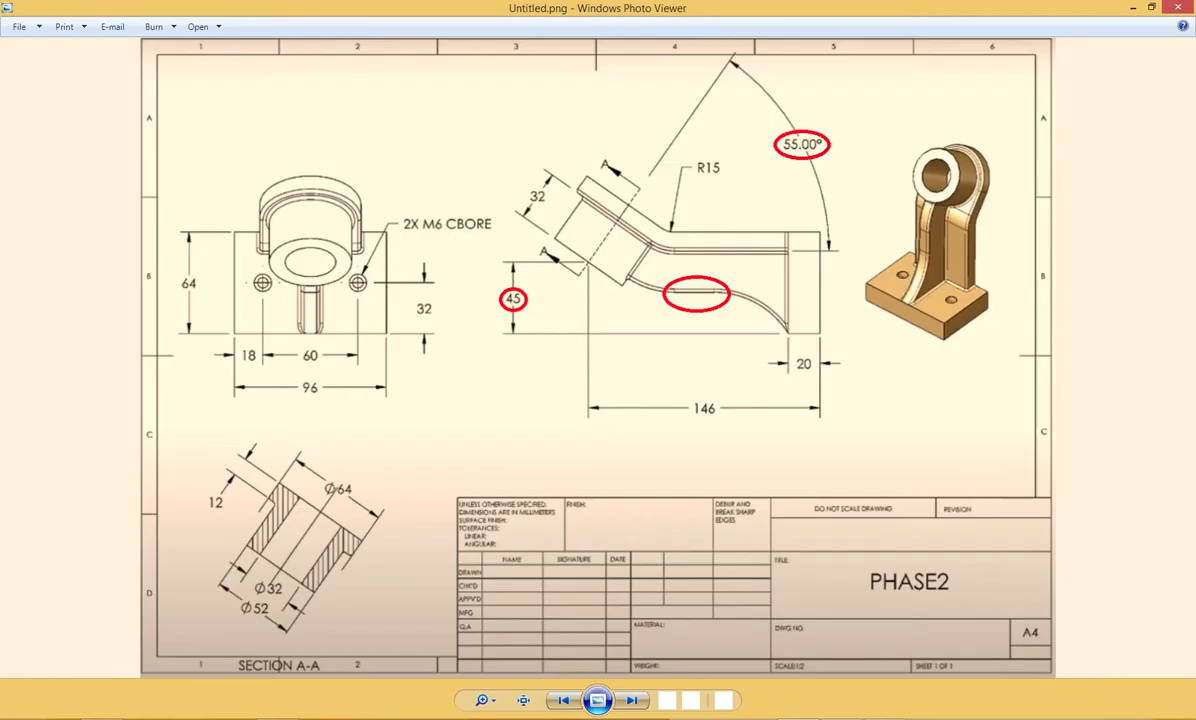 Untitled.png - Windows Photo Viewer
File Print E-mail Burn Open
1 2 3 4 5 6
A A
55.00°
R15
A
32
2X M6 CBORE
A
64
B B
45
32
18 60
20
96
146
C C
Ø64
12
UNLESS OTHERWISE SPECIFIED:
DIMENSIONS ARE IN MILLIMETERS
SURFACE FINISH:
TOLERANCES:
LINEAR:
ANGULAR:
FINISH:
DEBUR AND
BREAK SHARP
EDGES
DO NOT SCALE DRAWING
REVISION
NAME SIGNATURE DATE
TITLE:
DRAWN
CHK'D
APPV'D
MFG
Q.A
PHASE2
Ø32
Ø52
D
MATERIAL:
DWG NO.
A4
WEIGHT:
SCALE:1:2
SHEET 1 OF 1
1 SECTION A-A 2